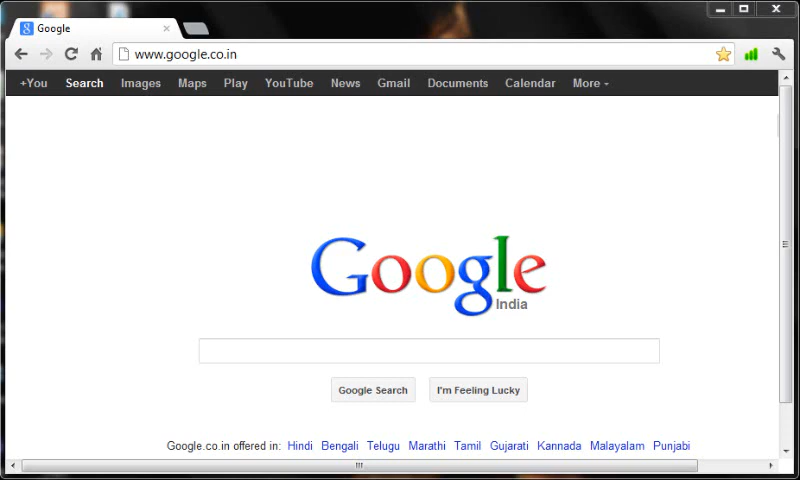 Google
www.google.co.in
+You Search Images Maps Play YouTube News Gmail Documents Calendar More
Google
India
Google Search I'm Feeling Lucky
Google.co.in offered in: Hindi Bengali Telugu Marathi Tamil Gujarati Kannada Malayalam Punjabi